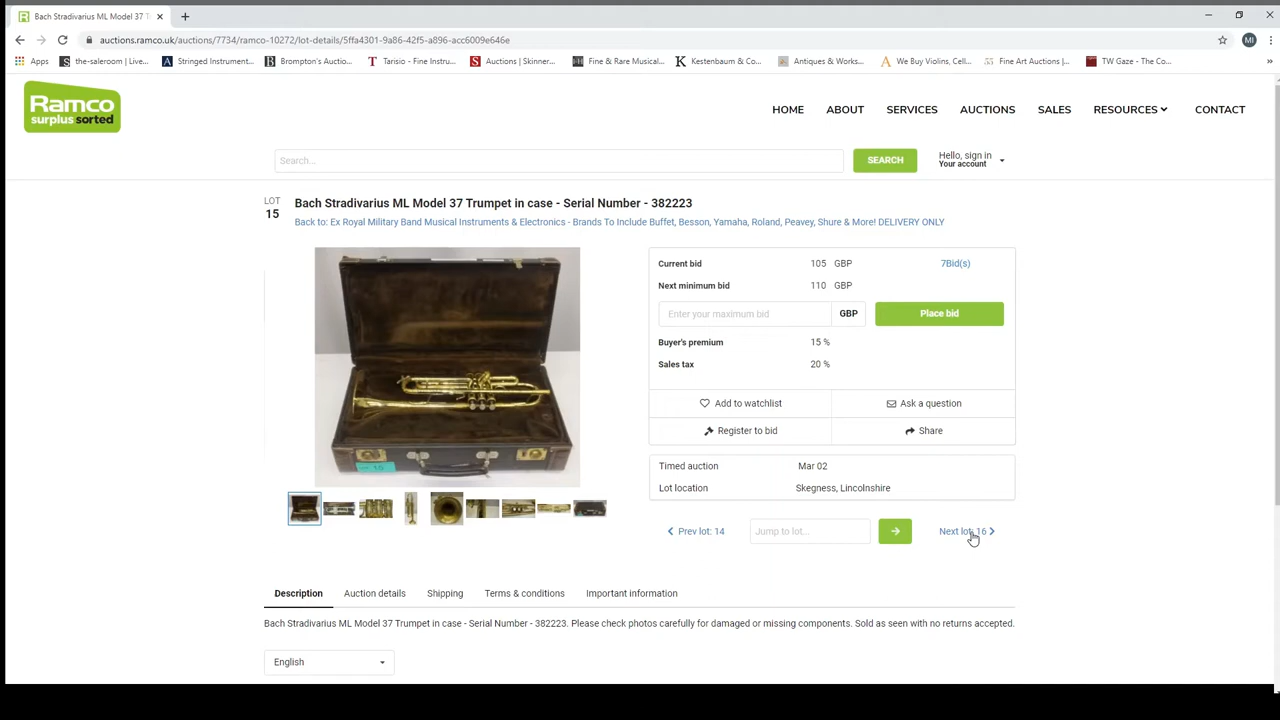 Bach Stradivarius ML Model 37 T
auctions.ramco.uk/auctions/7734/ramco-10272/lot-details/5ffa4301-9a86-42f5-a896-acc6009e646e
MI
Apps the-saleroom | Live... Stringed Instrument... Brompton's Auctio... Tarisio - Fine Instru... Auctions | Skinner... Fine & Rare Musical... Kestenbaum & Co... Antiques & Works... We Buy Violins, Cell... Fine Art Auctions |... TW Gaze - The Co...
Ramco
surplus sorted
HOME ABOUT SERVICES AUCTIONS SALES RESOURCES CONTACT
Search... SEARCH
Hello, sign in
Your account
LOT
15
Bach Stradivarius ML Model 37 Trumpet in case - Serial Number - 382223
Back to: Ex Royal Military Band Musical Instruments & Electronics - Brands To Include Buffet, Besson, Yamaha, Roland, Peavey, Shure & More! DELIVERY ONLY
Current bid 105 GBP 7Bid(s)
Next minimum bid 110 GBP
Enter your maximum bid GBP Place bid
Buyer's premium 15 %
Sales tax 20 %
Add to watchlist Ask a question
Register to bid Share
Timed auction Mar 02
Lot location Skegness, Lincolnshire
Prev lot: 14 Jump to lot... Next lot: 16
Description Auction details Shipping Terms & conditions Important information
Bach Stradivarius ML Model 37 Trumpet in case - Serial Number - 382223. Please check photos carefully for damaged or missing components. Sold as seen with no returns accepted.
English